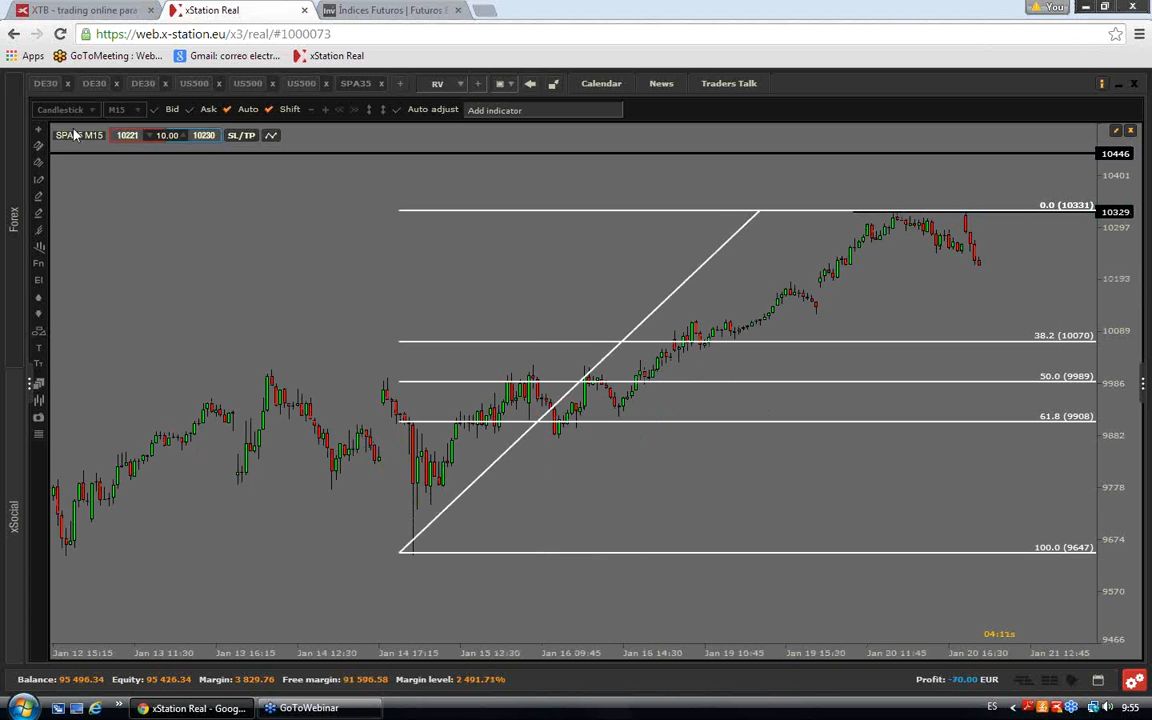 XTB - trading online para
xStation Real
Índices Futuros | Futuros
You
https://web.x-station.eu/x3/real/#1000073
Apps GoToMeeting : Web... Gmail: correo electr... xStation Real
DE30 DE30 DE30 US500 US500 US500 SPA35 + RV + Calendar News Traders Talk
Candlestick M15 Bid Ask Auto Shift Auto adjust Add indicator
M15 10221 10.00 10230 SL/TP
10446
10401
0.0 (10331)
10329
10297
10193
10089
38.2 (10070)
9986
50.0 (9989)
61.8 (9908)
9882
9778
9674
100.0 (9647)
9570
9466
Forex
xSocial
Fn
EI
T
04:11s
Jan 12 15:15 Jan 13 11:30 Jan 13 16:15 Jan 14 12:30 Jan 14 17:15 Jan 15 12:30 Jan 16 09:45 Jan 16 14:30 Jan 19 10:45 Jan 19 15:30 Jan 20 11:45 Jan 20 16:30 Jan 21 12:45
Balance: 95 496.34 Equity: 95 426.34 Margin: 3 829.76 Free margin: 91 596.58 Margin level: 2 491.71% Profit: -70.00 EUR
xStation Real - Goog... GoToWebinar ES 9:55